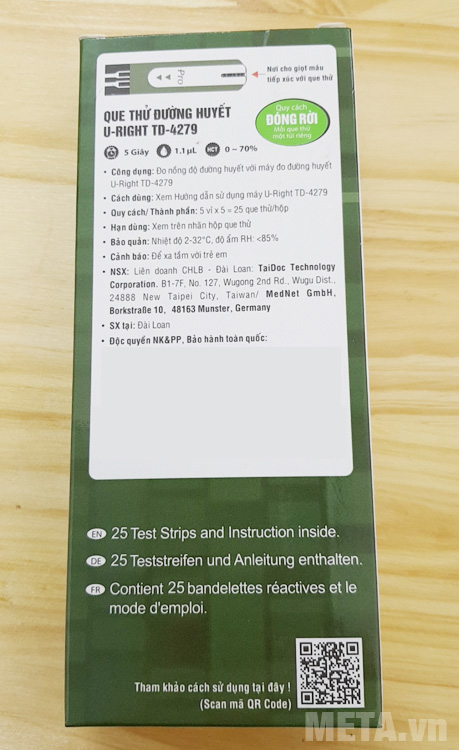 Pro
Nơi cho giọt máu
tiếp xúc với que thử
QUE THỬ ĐƯỜNG HUYẾT
U-RIGHT TD-4279
Quy cách
ĐÓNG RỜI
Mỗi que thử
một túi riêng
5 Giây 1.1 µL HCT 0 ~ 70%
• Công dụng: Đo nồng độ đường huyết với máy đo đường huyết
U-Right TD-4279
• Cách dùng: Xem Hướng dẫn sử dụng máy U-Right TD-4279
• Quy cách/ Thành phần: 5 vỉ x 5 = 25 que thử/hộp
• Hạn dùng: Xem trên nhãn hộp que thử
• Bảo quản: Nhiệt độ 2-32°C, độ ẩm RH: <85%
• Cảnh báo: Để xa tầm với trẻ em
• NSX: Liên doanh CHLB - Đài Loan: TaiDoc Technology
Corporation. B1-7F, No. 127, Wugong 2nd Rd., Wugu Dist.,
24888 New Taipei City, Taiwan/ MedNet GmbH,
Borkstraße 10, 48163 Munster, Germany
• SX tại: Đài Loan
• Độc quyền NK&PP, Bảo hành toàn quốc:
EN 25 Test Strips and Instruction inside.
DE 25 Teststreifen und Anleitung enthalten.
FR Contient 25 bandelettes réactives et le
mode d'emploi.
Tham khảo cách sử dụng tại đây !
(Scan mã QR Code)
META.vn